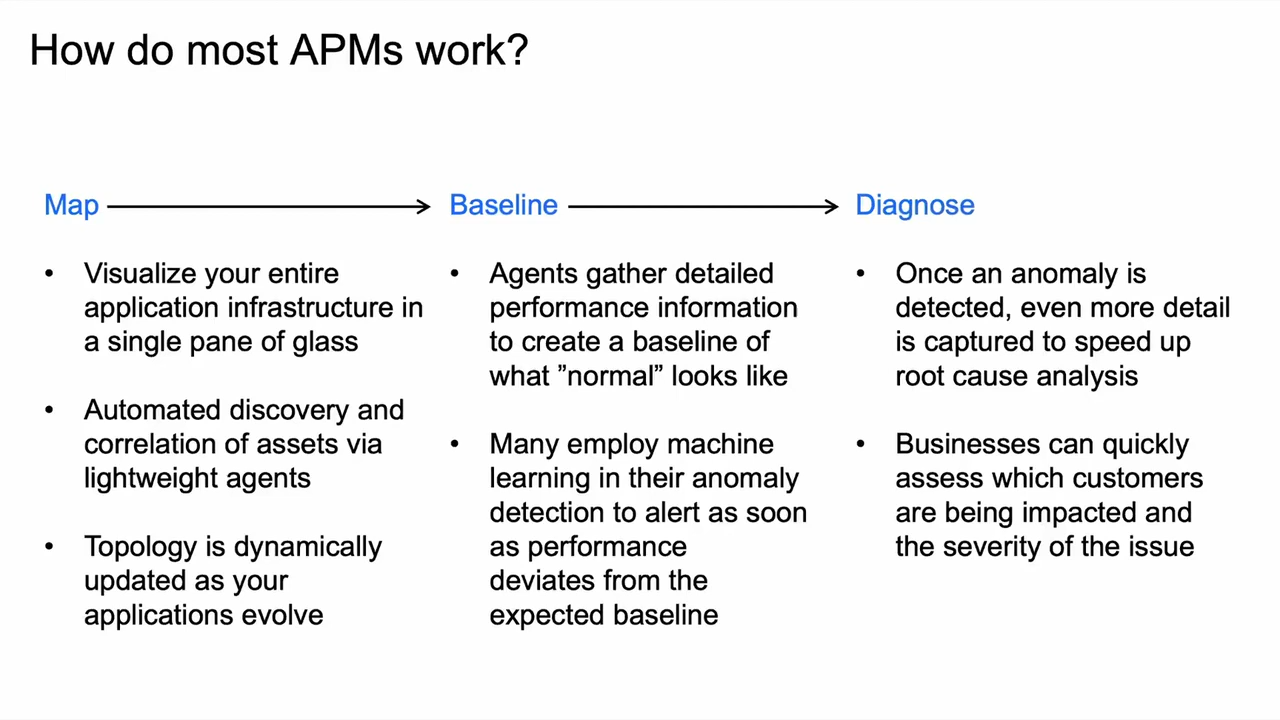 How do most APMs work?
Map
Baseline
Diagnose
• Visualize your entire
application infrastructure in
a single pane of glass
• Automated discovery and
correlation of assets via
lightweight agents
• Topology is dynamically
updated as your
applications evolve
• Agents gather detailed
performance information
to create a baseline of
what ”normal” looks like
• Many employ machine
learning in their anomaly
detection to alert as soon
as performance
deviates from the
expected baseline
• Once an anomaly is
detected, even more detail
is captured to speed up
root cause analysis
• Businesses can quickly
assess which customers
are being impacted and
the severity of the issue